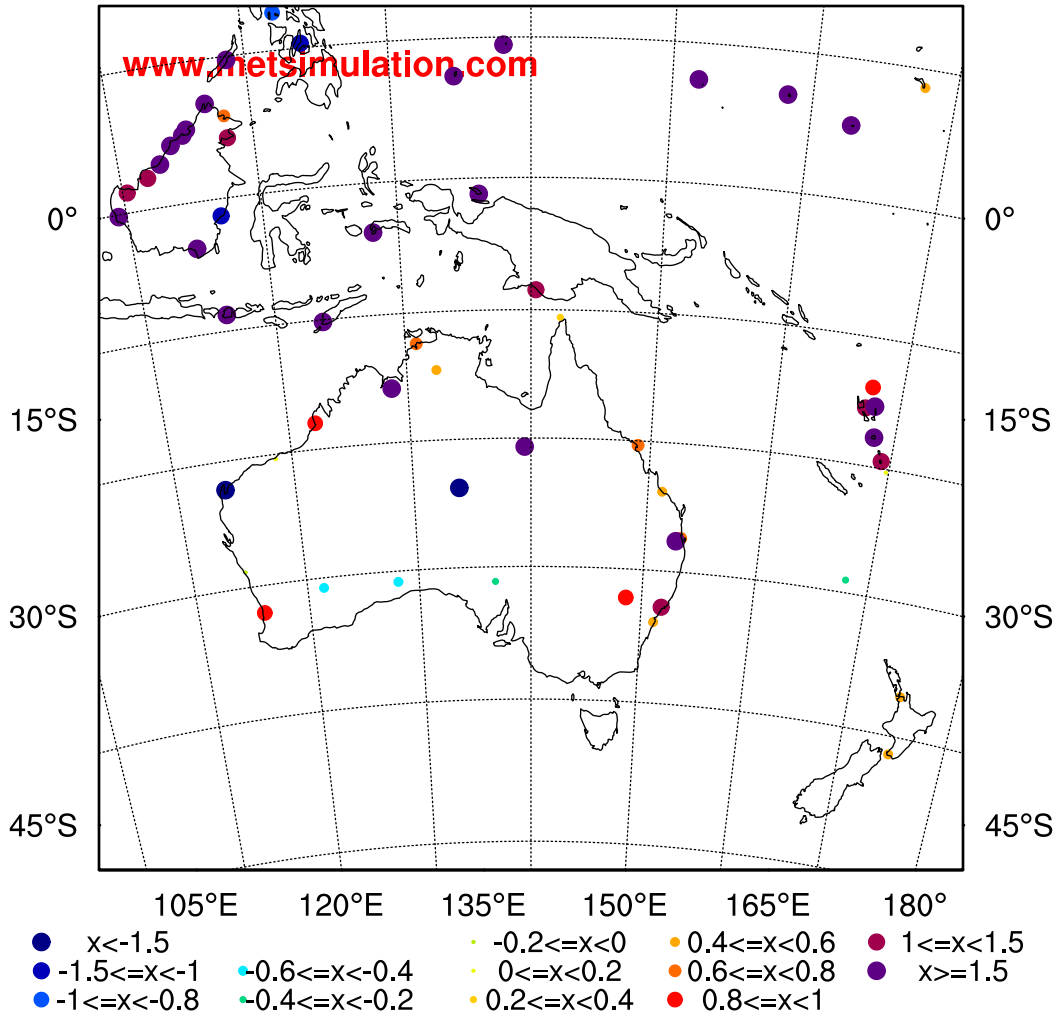 www.metsimulation.com
0° 0°
15°S 15°S
30°S 30°S
45°S 45°S
105°E 120°E 135°E 150°E 165°E 180°
x<-1.5 -0.2<=x<0 0.4<=x<0.6 1<=x<1.5
-1.5<=x<-1 -0.6<=x<-0.4 0<=x<0.2 0.6<=x<0.8 x>=1.5
-1<=x<-0.8 -0.4<=x<-0.2 0.2<=x<0.4 0.8<=x<1